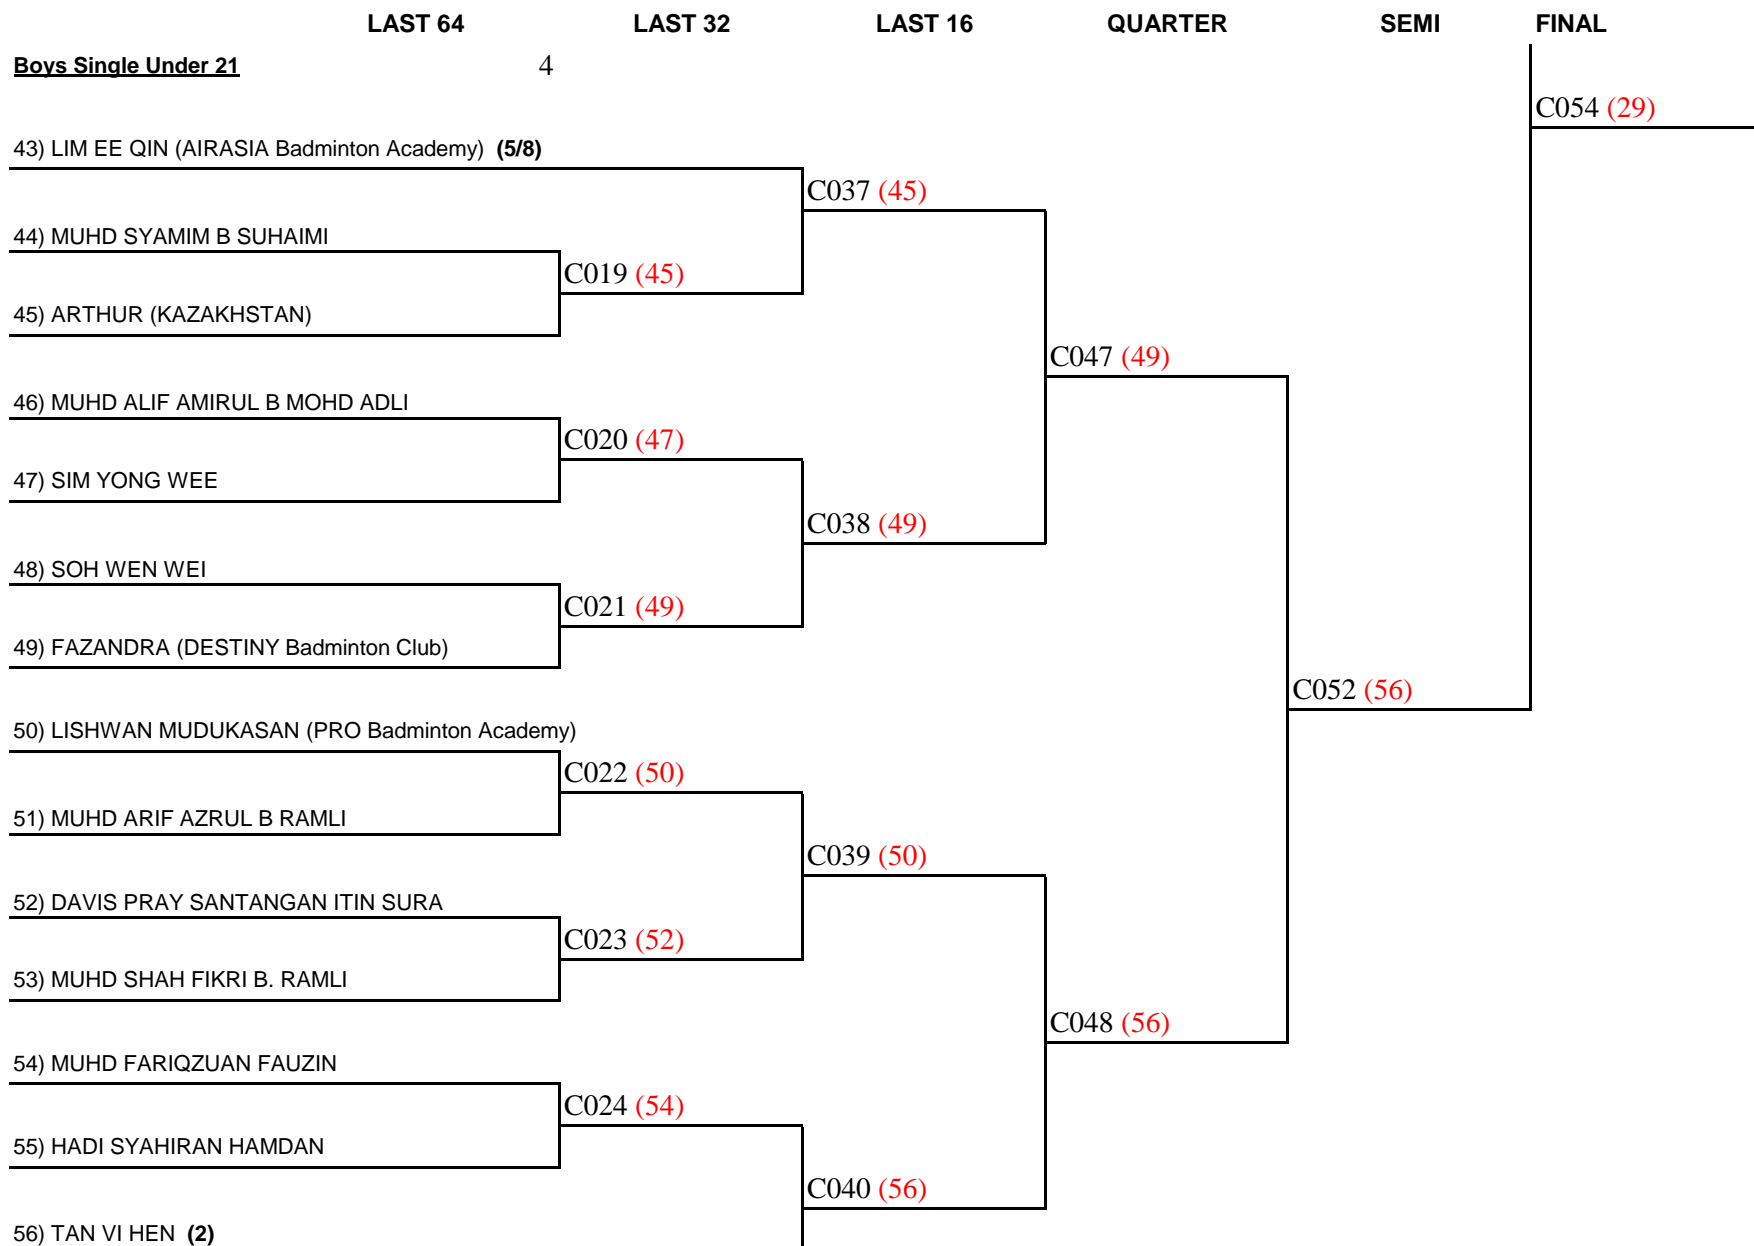 LAST 64 LAST 32 LAST 16 QUARTER SEMI FINAL
Boys Single Under 21 4
C054 (29)
43) LIM EE QIN (AIRASIA Badminton Academy) (5/8)
C037 (45)
44) MUHD SYAMIM B SUHAIMI
C019 (45)
45) ARTHUR (KAZAKHSTAN)
C047 (49)
46) MUHD ALIF AMIRUL B MOHD ADLI
C020 (47)
47) SIM YONG WEE
C038 (49)
48) SOH WEN WEI
C021 (49)
49) FAZANDRA (DESTINY Badminton Club)
C052 (56)
50) LISHWAN MUDUKASAN (PRO Badminton Academy)
C022 (50)
51) MUHD ARIF AZRUL B RAMLI
C039 (50)
52) DAVIS PRAY SANTANGAN ITIN SURA
C023 (52)
53) MUHD SHAH FIKRI B. RAMLI
C048 (56)
54) MUHD FARIQZUAN FAUZIN
C024 (54)
55) HADI SYAHIRAN HAMDAN
C040 (56)
56) TAN VI HEN (2)